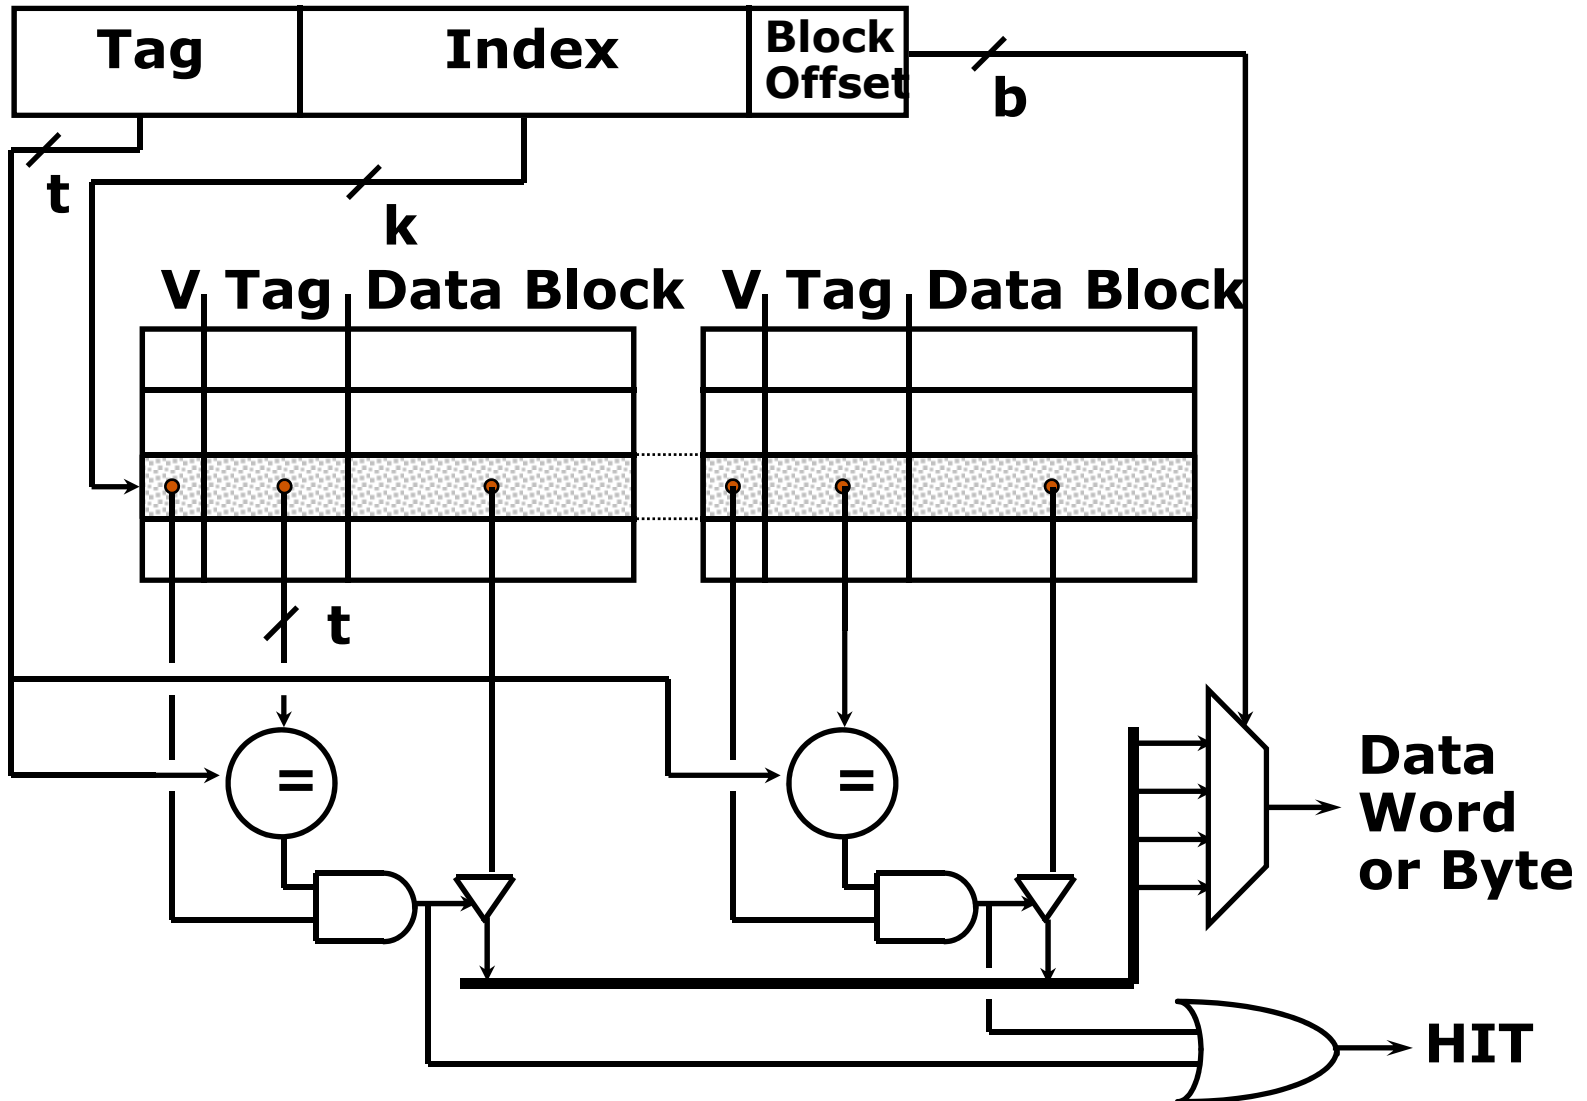 Tag
Index
Block
Offset
b
t
k
V Tag Data Block
V Tag Data Block
t
=
=
Data
Word
or Byte
HIT